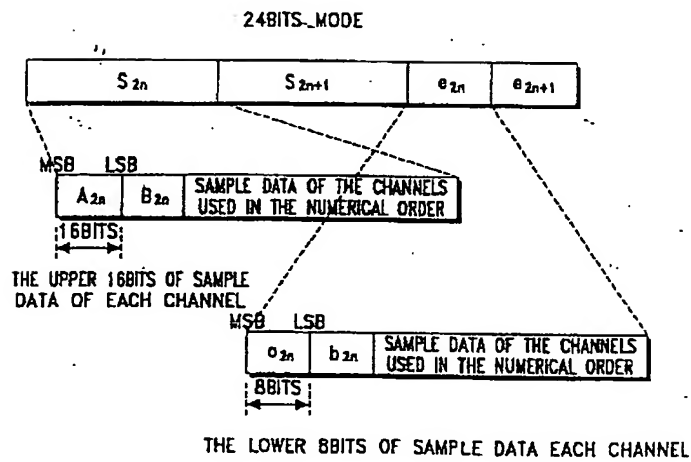 24BITS-MODE
S2n S2n+1 e2n e2n+1
MSB LSB
A2n B2n SAMPLE DATA OF THE CHANNELS
USED IN THE NUMERICAL ORDER
16BITS
THE UPPER 16BITS OF SAMPLE
DATA OF EACH CHANNEL
MSB LSB
a2n b2n SAMPLE DATA OF THE CHANNELS
USED IN THE NUMERICAL ORDER
8BITS
THE LOWER 8BITS OF SAMPLE DATA EACH CHANNEL